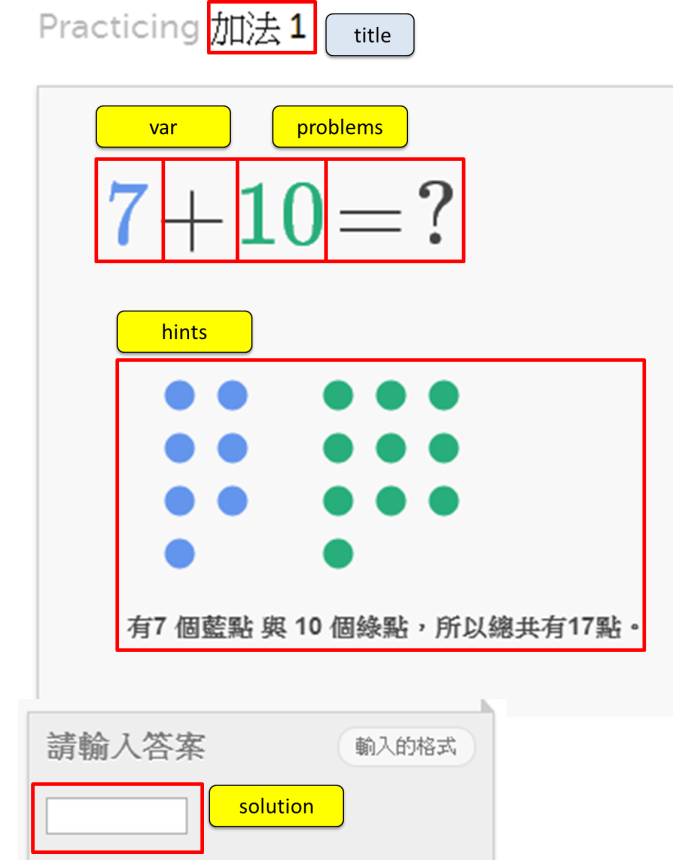 Practicing 加法 1 title
var problems
7+10=?
hints
有7 個藍點 與 10 個綠點，所以總共有17點。
請輸入答案 輸入的格式
solution